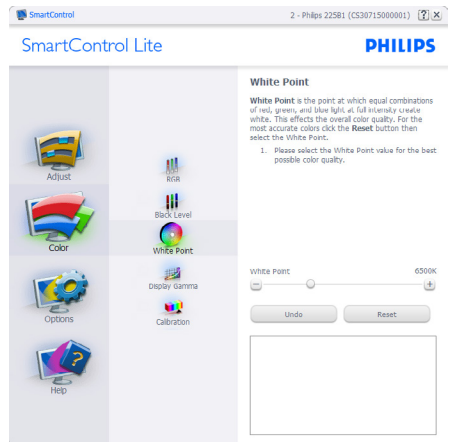 SmartControl
2 - Philips 225B1 (CS30715000001)
SmartControl Lite
PHILIPS
Adjust
Color
Options
Help
RGB
Black Level
White Point
Display Gamma
Calibration
White Point
White Point is the point at which equal combinations
of red, green, and blue light at full intensity create
white. This effects the overall color quality. For the
most accurate colors click the Reset button then
select the White Point.
1. Please select the White Point value for the best
possible color quality.
White Point 6500K
Undo Reset